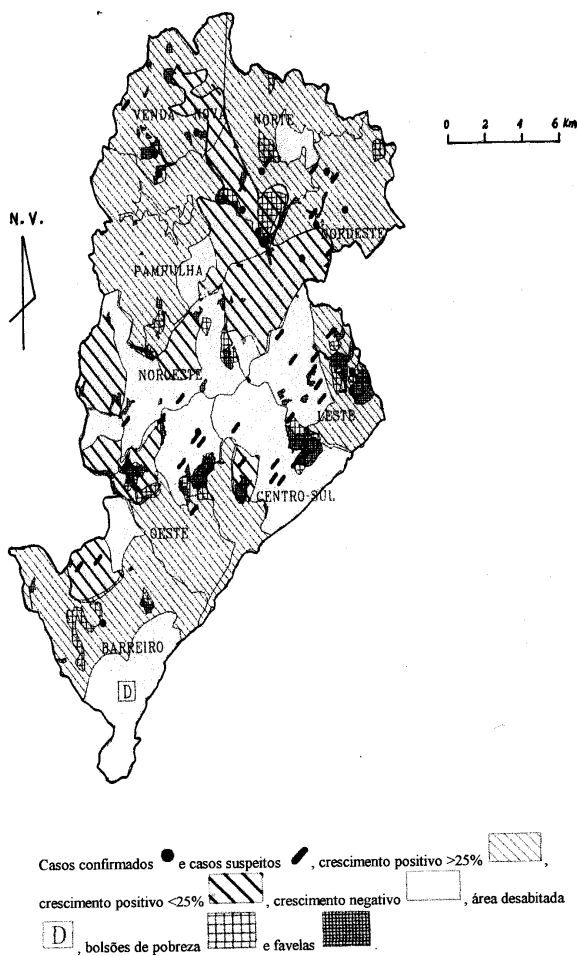 0 2 4 6 Km
VENDA NOVA NORTE
N.V.
NORDESTE
PAMPULHA
NOROESTE
LESTE
CENTRO-SUL
OESTE
BARREIRO
D
Casos confirmados e casos suspeitos , crescimento positivo >25% ,
crescimento positivo <25% , crescimento negativo , área desabitada
D , bolsões de pobreza e favelas .